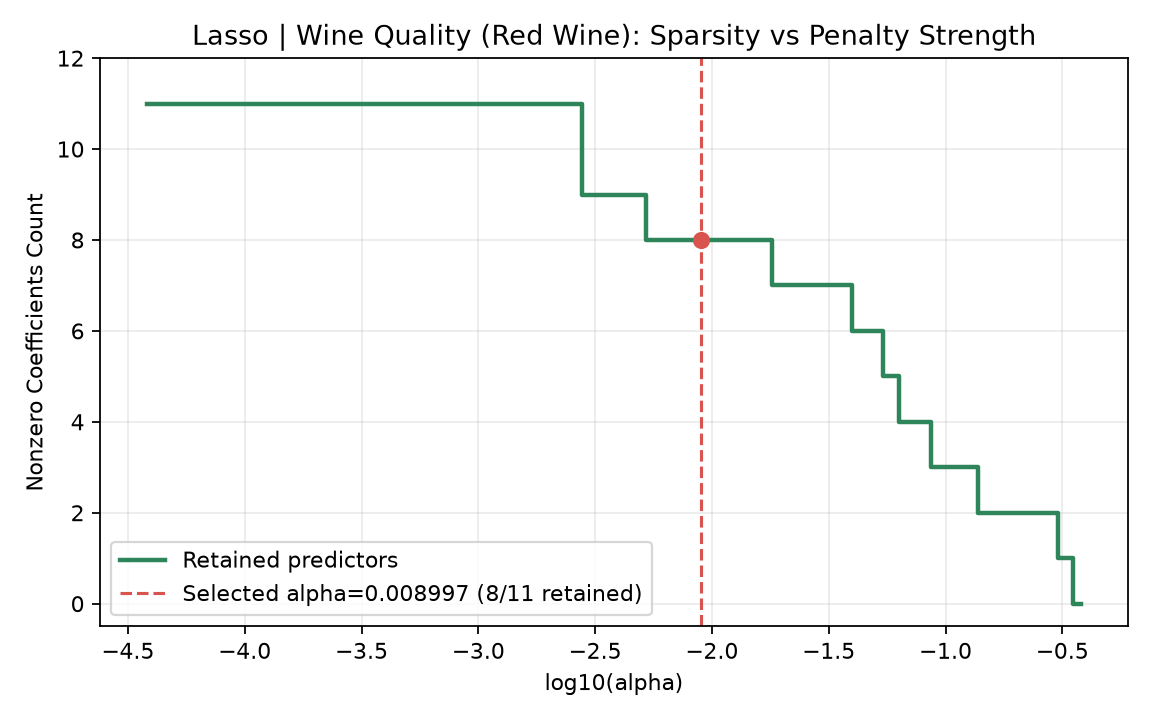 Lasso | Wine Quality (Red Wine): Sparsity vs Penalty Strength
Nonzero Coefficients Count
12
10
8
6
4
2
0
Retained predictors
Selected alpha=0.008997 (8/11 retained)
−4.5 −4.0 −3.5 −3.0 −2.5 −2.0 −1.5 −1.0 −0.5
log10(alpha)